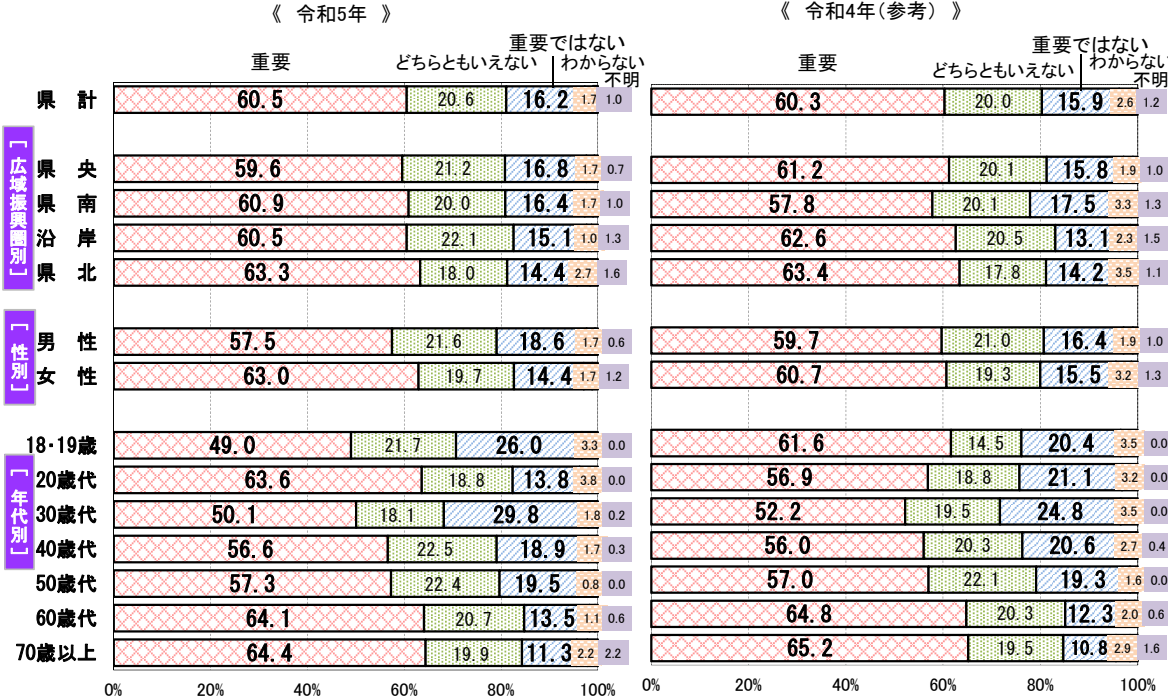 《 令和5年 》
《 令和4年(参考) 》
重要
どちらともいえない
重要ではない
わからない
不明
重要
どちらともいえない
重要ではない
わからない
不明
県 計 60.5 20.6 16.2 1.7 1.0 60.3 20.0 15.9 2.6 1.2
[広域振興圏別]
県 央 59.6 21.2 16.8 1.7 0.7 61.2 20.1 15.8 1.9 1.0
県 南 60.9 20.0 16.4 1.7 1.0 57.8 20.1 17.5 3.3 1.3
沿 岸 60.5 22.1 15.1 1.0 1.3 62.6 20.5 13.1 2.3 1.5
県 北 63.3 18.0 14.4 2.7 1.6 63.4 17.8 14.2 3.5 1.1
[性別]
男 性 57.5 21.6 18.6 1.7 0.6 59.7 21.0 16.4 1.9 1.0
女 性 63.0 19.7 14.4 1.7 1.2 60.7 19.3 15.5 3.2 1.3
[年代別]
18・19歳 49.0 21.7 26.0 3.3 0.0 61.6 14.5 20.4 3.5 0.0
20歳代 63.6 18.8 13.8 3.8 0.0 56.9 18.8 21.1 3.2 0.0
30歳代 50.1 18.1 29.8 1.8 0.2 52.2 19.5 24.8 3.5 0.0
40歳代 56.6 22.5 18.9 1.7 0.3 56.0 20.3 20.6 2.7 0.4
50歳代 57.3 22.4 19.5 0.8 0.0 57.0 22.1 19.3 1.6 0.0
60歳代 64.1 20.7 13.5 1.1 0.6 64.8 20.3 12.3 2.0 0.6
70歳以上 64.4 19.9 11.3 2.2 2.2 65.2 19.5 10.8 2.9 1.6
0% 20% 40% 60% 80% 100% 0% 20% 40% 60% 80% 100%